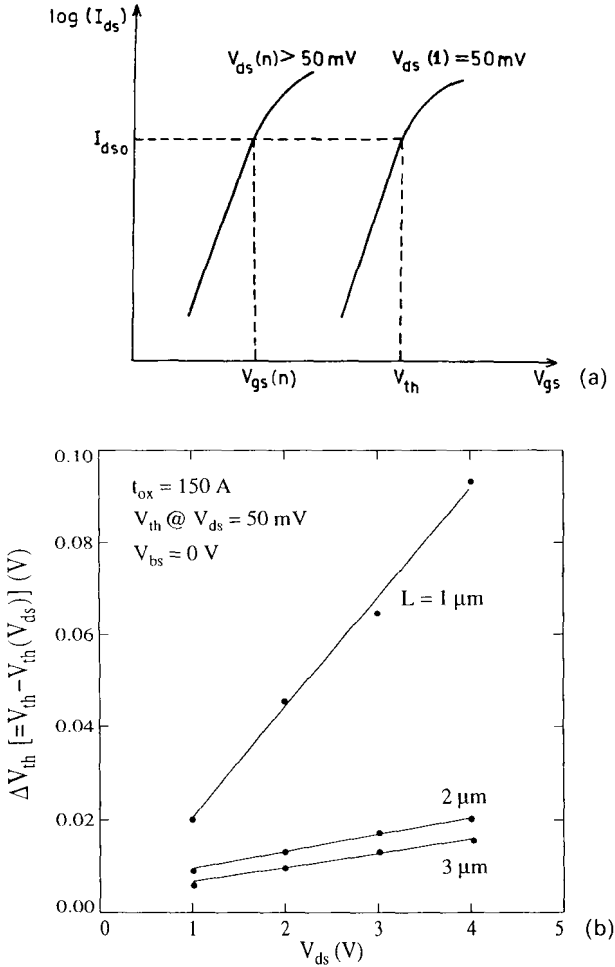 log (I_ds)
V_ds (n) > 50 mV
V_ds (1) = 50 mV
I_dso
V_gs (n)
V_th
V_gs
(a)
0.10
0.08
0.06
0.04
0.02
0.00
ΔV_th [=V_th−V_th(V_ds)] (V)
t_ox = 150 A
V_th @ V_ds = 50 mV
V_bs = 0 V
L = 1 μm
2 μm
3 μm
0
1
2
3
4
5
V_ds (V)
(b)